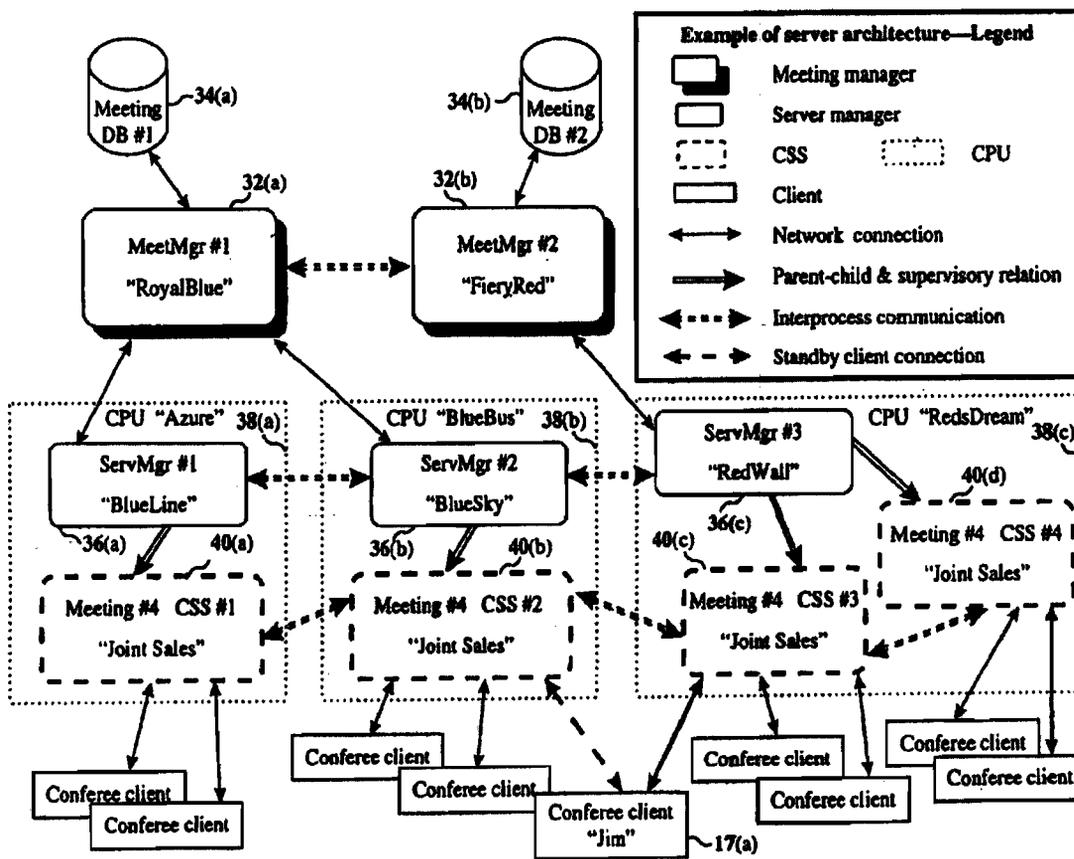 Example of server architecture—Legend
Meeting manager
Server manager
CSS
CPU
Client
Network connection
Parent-child & supervisory relation
Interprocess communication
Standby client connection
Meeting
DB #1
34(a)
Meeting
DB #2
34(b)
32(a)
MeetMgr #1
"RoyalBlue"
32(b)
MeetMgr #2
"FieryRed"
CPU "Azure"
38(a)
ServMgr #1
"BlueLine"
36(a)
40(a)
Meeting #4 CSS #1
"Joint Sales"
CPU "BlueBus"
38(b)
ServMgr #2
"BlueSky"
36(b)
40(b)
Meeting #4 CSS #2
"Joint Sales"
CPU "RedsDream"
38(c)
ServMgr #3
"RedWall"
36(c)
40(c)
Meeting #4 CSS #3
"Joint Sales"
40(d)
Meeting #4 CSS #4
"Joint Sales"
Conferee client
Conferee client
Conferee client
Conferee client
Conferee client
"Jim"
17(a)
Conferee client
Conferee client
Conferee client
Conferee client